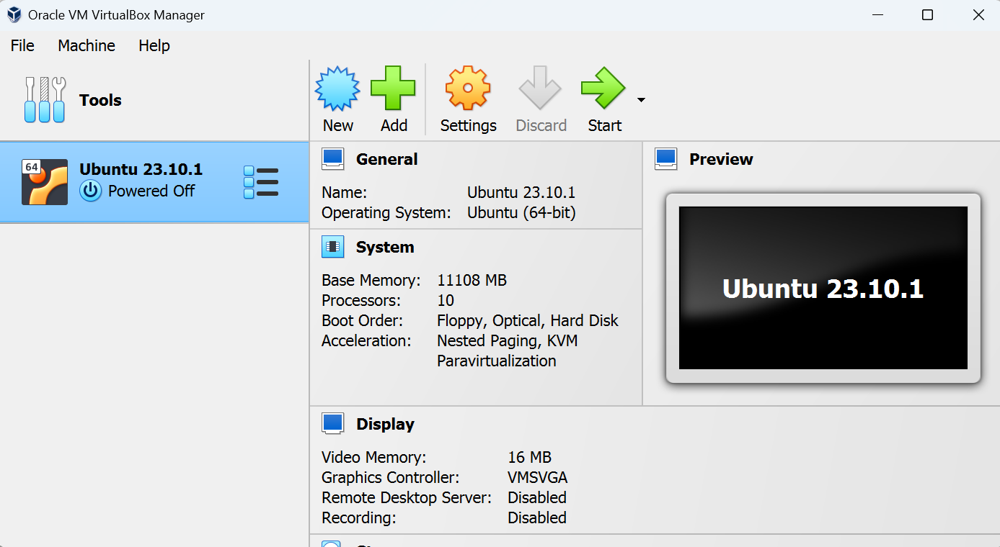 Oracle VM VirtualBox Manager
File Machine Help
Tools
New Add Settings Discard Start
64
Ubuntu 23.10.1
Powered Off
General
Name: Ubuntu 23.10.1
Operating System: Ubuntu (64-bit)
System
Base Memory: 11108 MB
Processors: 10
Boot Order: Floppy, Optical, Hard Disk
Acceleration: Nested Paging, KVM
Paravirtualization
Preview
Ubuntu 23.10.1
Display
Video Memory: 16 MB
Graphics Controller: VMSVGA
Remote Desktop Server: Disabled
Recording: Disabled